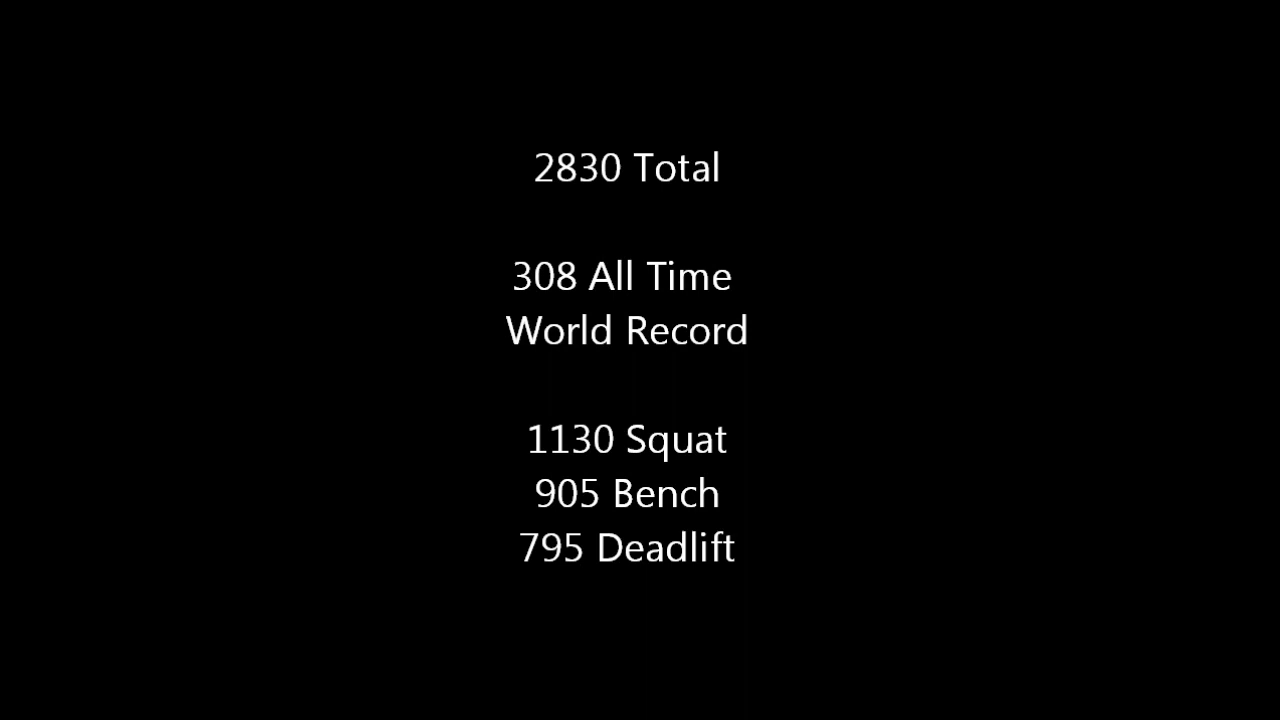 2830 Total
308 All Time
World Record
1130 Squat
905 Bench
795 Deadlift